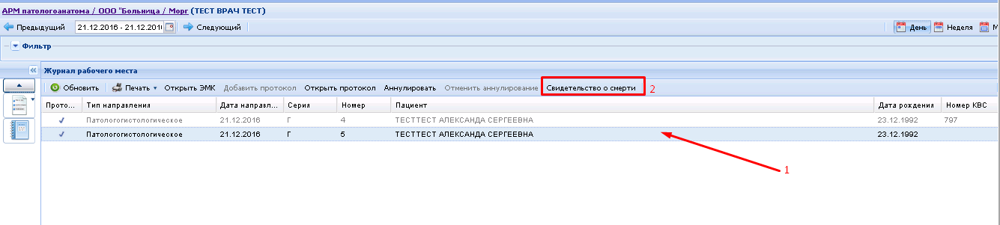 АРМ патологоанатома / ООО "Больница / Морг (ТЕСТ ВРАЧ ТЕСТ)
Предыдущий 21.12.2016 - 21.12.201 Следующий День Неделя М
Фильтр
Журнал рабочего места
Обновить Печать Открыть ЭМК Добавить протокол Открыть протокол Аннулировать Отменить аннулирование Свидетельство о смерти 2
Прото... Тип направления Дата направл... Серия Номер Пациент Дата рождения Номер КВС
Патологогистологическое 21.12.2016 Г 4 ТЕСТТЕСТ АЛЕКСАНДА СЕРГЕЕВНА 23.12.1992 797
Патологогистологическое 21.12.2016 Г 5 ТЕСТТЕСТ АЛЕКСАНДА СЕРГЕЕВНА 23.12.1992
1